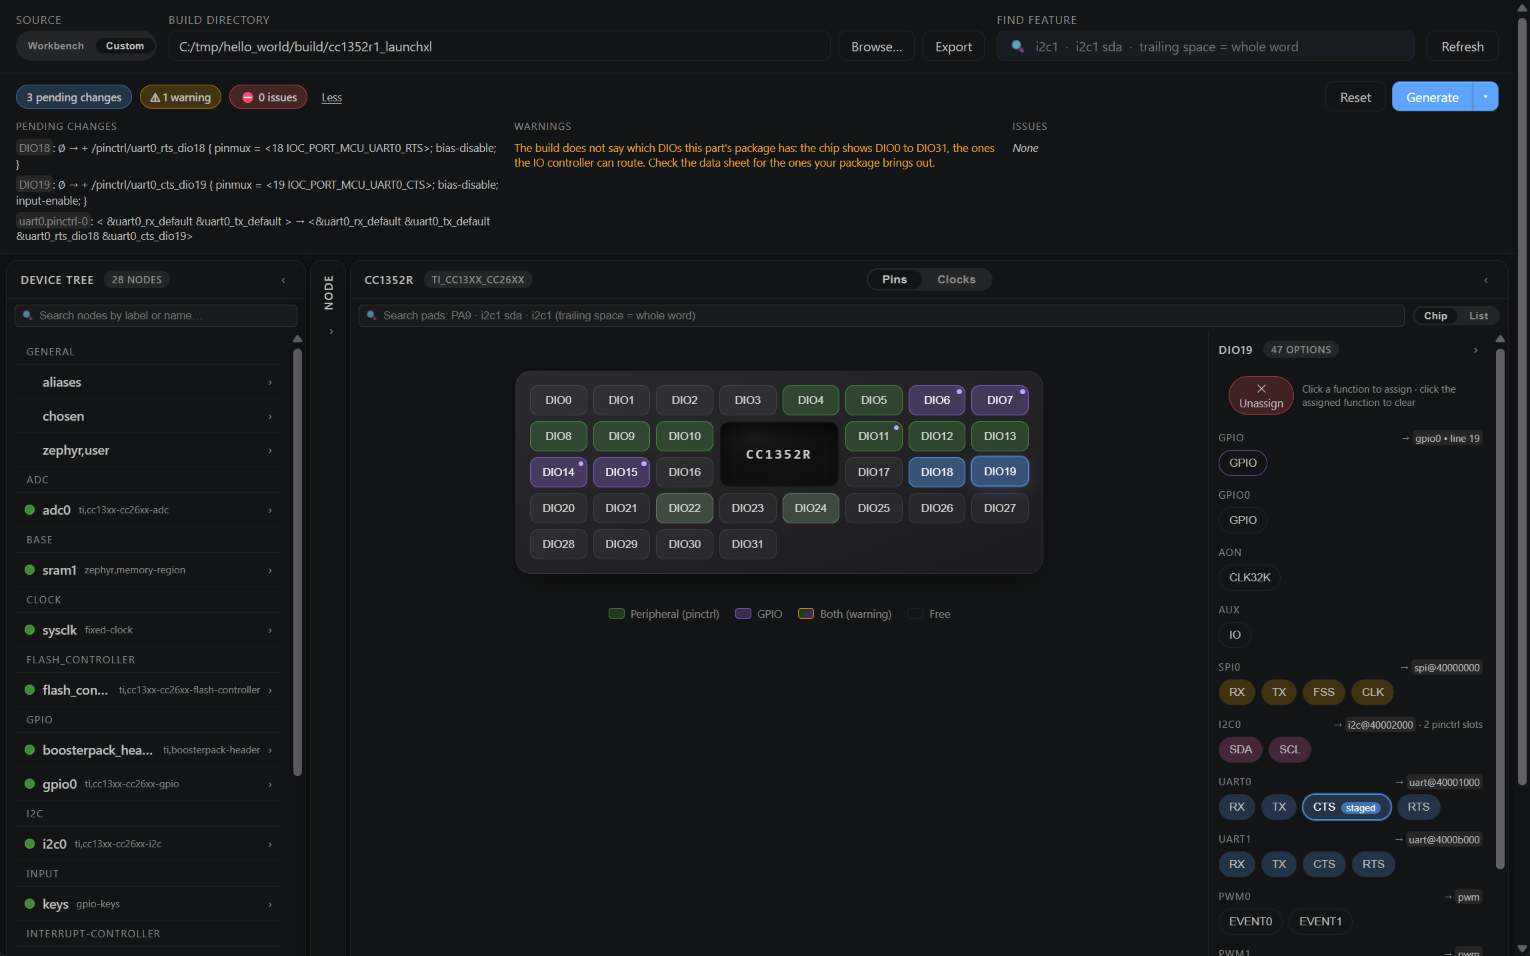 SOURCE
BUILD DIRECTORY
FIND FEATURE
Workbench
Custom
C:/tmp/hello_world/build/cc1352r1_launchxl
Browse...
Export
i2c1 · i2c1 sda · trailing space = whole word
Refresh
3 pending changes
1 warning
0 issues
Less
Reset
Generate
PENDING CHANGES
DIO18: Ø → + /pinctrl/uart0_rts_dio18 { pinmux = <18 IOC_PORT_MCU_UART0_RTS>; bias-disable;
}
DIO19: Ø → + /pinctrl/uart0_cts_dio19 { pinmux = <19 IOC_PORT_MCU_UART0_CTS>; bias-disable;
input-enable; }
uart0.pinctrl-0: < &uart0_rx_default &uart0_tx_default > → <&uart0_rx_default &uart0_tx_default
&uart0_rts_dio18 &uart0_cts_dio19>
WARNINGS
The build does not say which DIOs this part's package has: the chip shows DIO0 to DIO31, the ones
the IO controller can route. Check the data sheet for the ones your package brings out.
ISSUES
None
DEVICE TREE
28 NODES
Search nodes by label or name...
GENERAL
aliases
chosen
zephyr,user
ADC
adc0 ti,cc13xx-cc26xx-adc
BASE
sram1 zephyr,memory-region
CLOCK
sysclk fixed-clock
FLASH_CONTROLLER
flash_con... ti,cc13xx-cc26xx-flash-controller
GPIO
boosterpack_hea... ti,boosterpack-header
gpio0 ti,cc13xx-cc26xx-gpio
I2C
i2c0 ti,cc13xx-cc26xx-i2c
INPUT
keys gpio-keys
INTERRUPT-CONTROLLER
NODE
CC1352R
TI_CC13XX_CC26XX
Pins
Clocks
Search pads: PA9 · i2c1 sda · i2c1 (trailing space = whole word)
Chip
List
DIO0 DIO1 DIO2 DIO3 DIO4 DIO5 DIO6 DIO7
DIO8 DIO9 DIO10 DIO11 DIO12 DIO13
CC1352R
DIO14 DIO15 DIO16 DIO17 DIO18 DIO19
DIO20 DIO21 DIO22 DIO23 DIO24 DIO25 DIO26 DIO27
DIO28 DIO29 DIO30 DIO31
Peripheral (pinctrl)
GPIO
Both (warning)
Free
DIO19
47 OPTIONS
Unassign
Click a function to assign · click the
assigned function to clear
GPIO → gpio0 • line 19
GPIO
GPIO0
GPIO
AON
CLK32K
AUX
IO
SPI0 → spi@40000000
RX TX FSS CLK
I2C0 → i2c@40002000 · 2 pinctrl slots
SDA SCL
UART0 → uart@40001000
RX TX CTS staged RTS
UART1 → uart@4000b000
RX TX CTS RTS
PWM0 → pwm
EVENT0 EVENT1
PWM1 → pwm